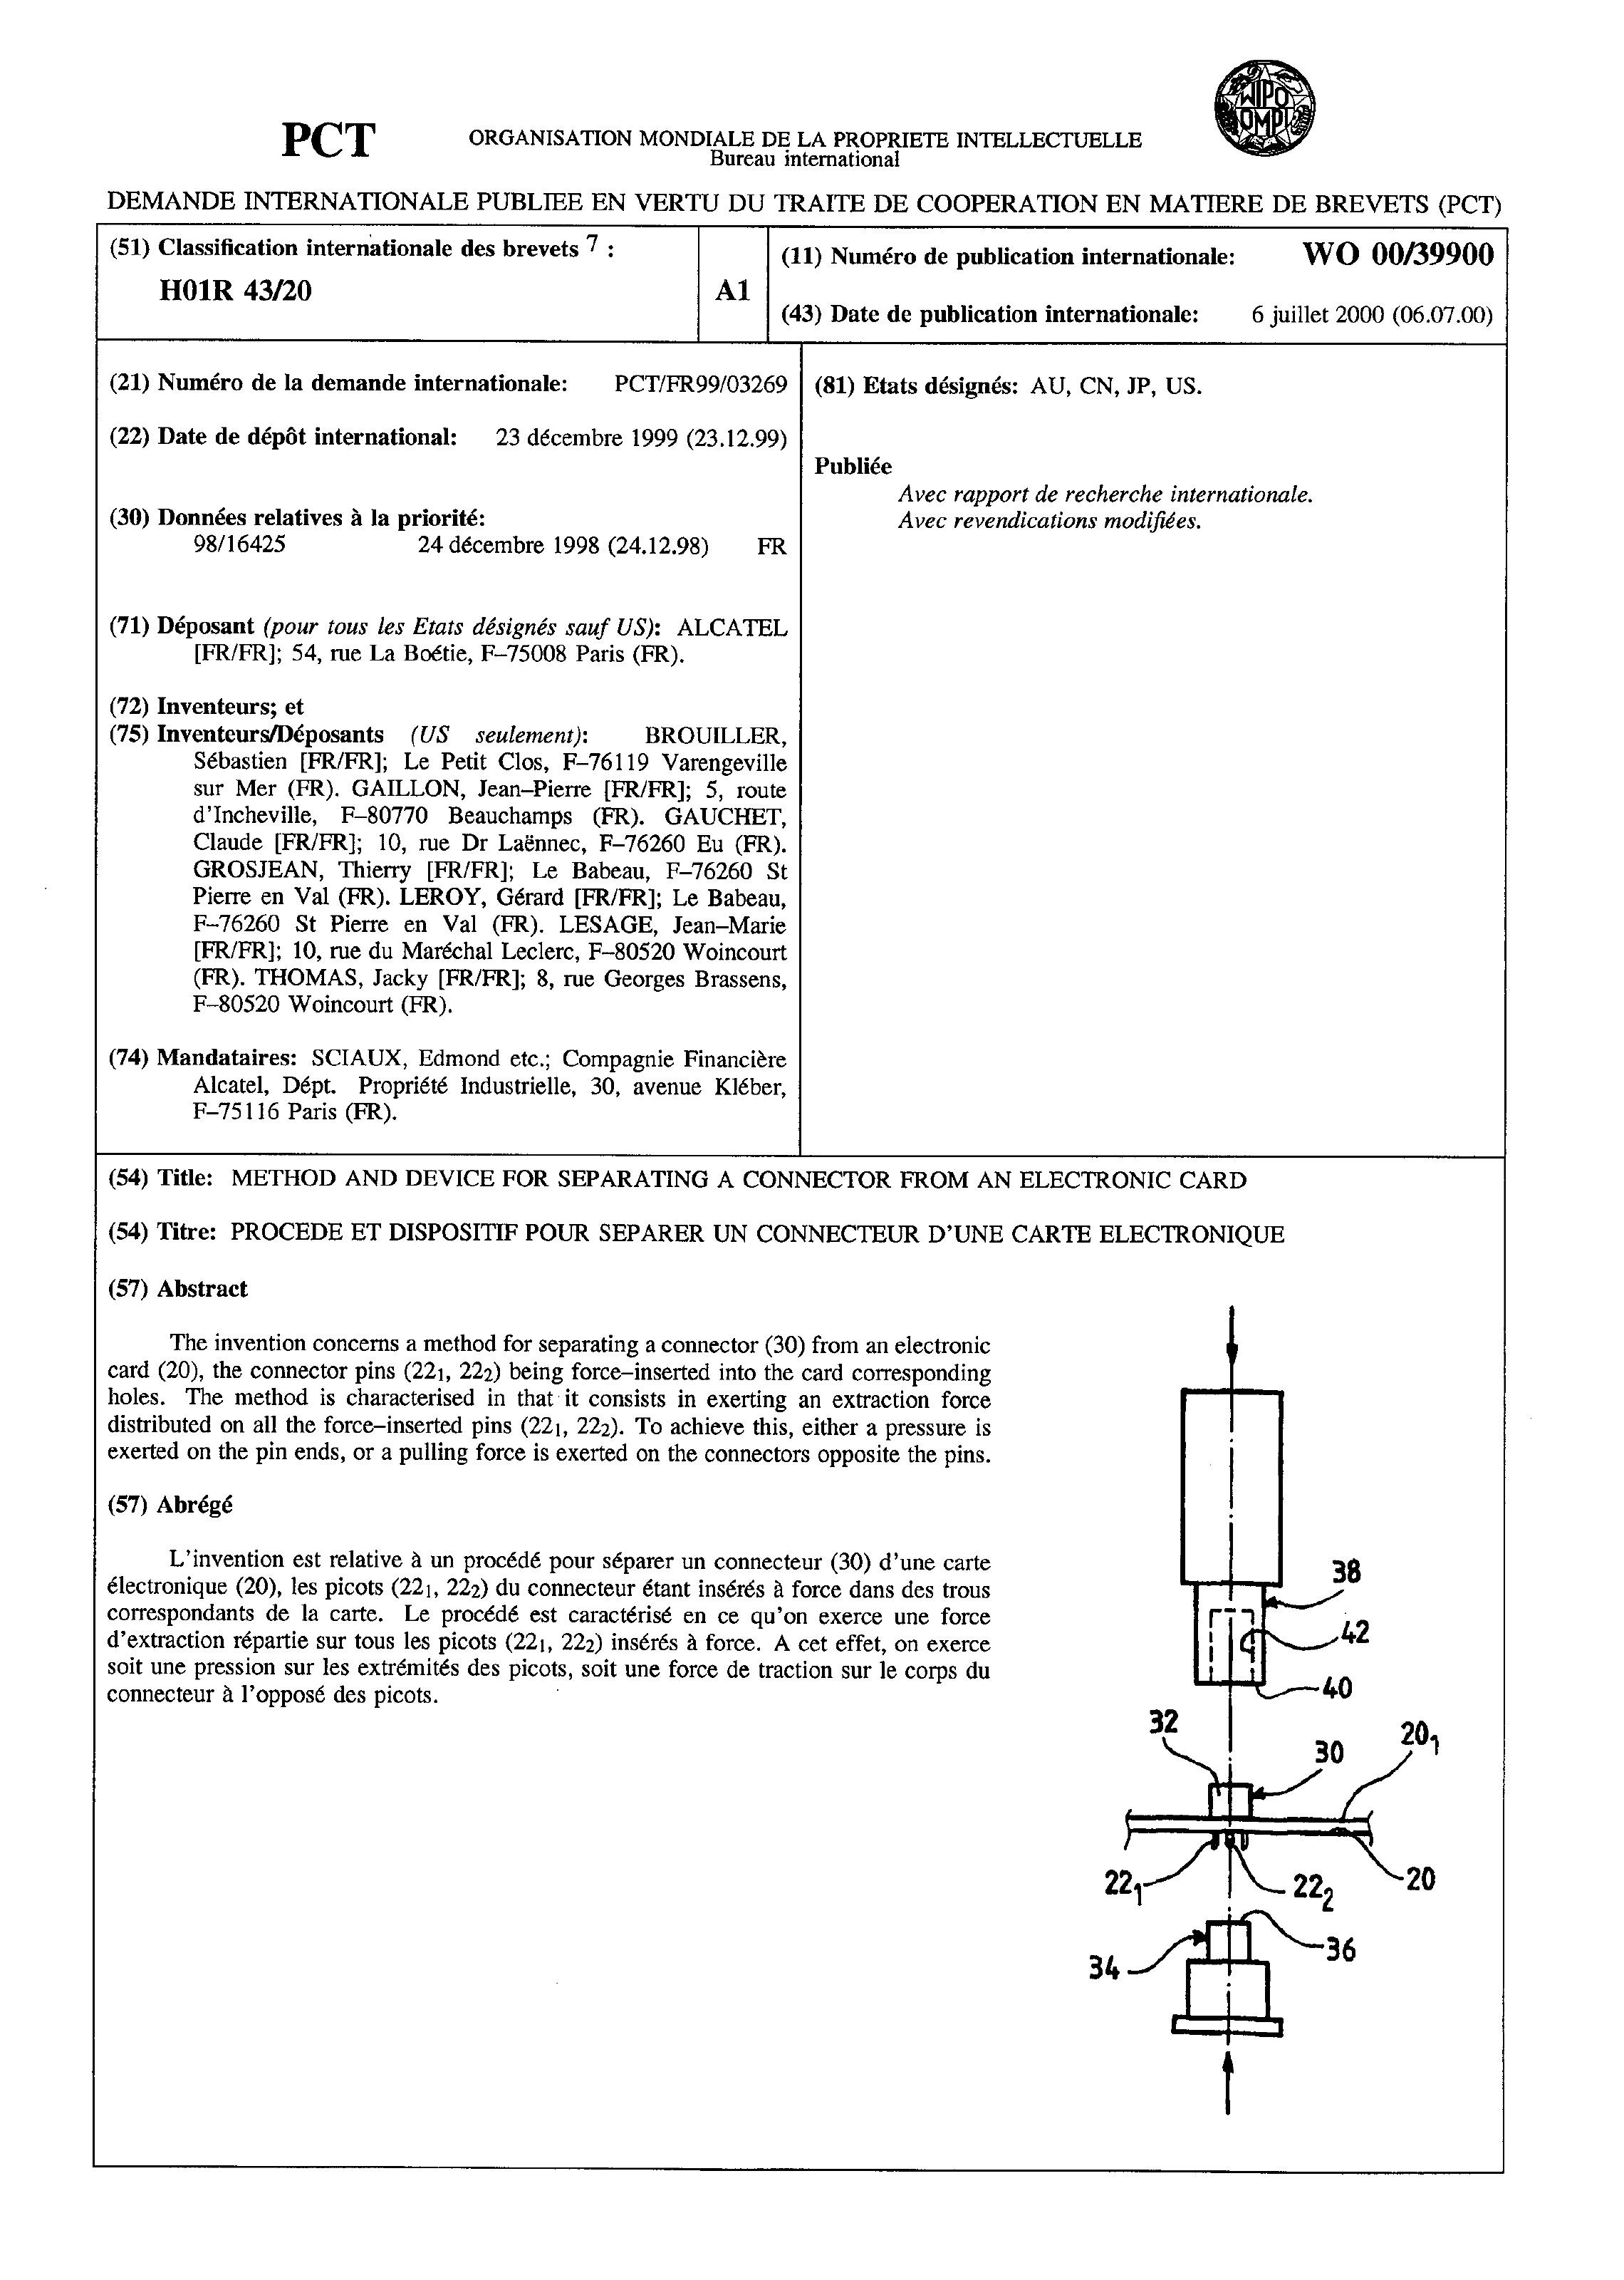 WIPO
OMPI
PCT
ORGANISATION MONDIALE DE LA PROPRIETE INTELLECTUELLE
Bureau international
DEMANDE INTERNATIONALE PUBLIEE EN VERTU DU TRAITE DE COOPERATION EN MATIERE DE BREVETS (PCT)
(51) Classification internationale des brevets 7 :
H01R 43/20
A1
(11) Numéro de publication internationale: WO 00/39900
(43) Date de publication internationale: 6 juillet 2000 (06.07.00)
(21) Numéro de la demande internationale: PCT/FR99/03269
(22) Date de dépôt international: 23 décembre 1999 (23.12.99)
(30) Données relatives à la priorité:
98/16425 24 décembre 1998 (24.12.98) FR
(71) Déposant (pour tous les Etats désignés sauf US): ALCATEL
[FR/FR]; 54, rue La Boétie, F–75008 Paris (FR).
(72) Inventeurs; et
(75) Inventeurs/Déposants (US seulement): BROUILLER,
Sébastien [FR/FR]; Le Petit Clos, F–76119 Varengeville
sur Mer (FR). GAILLON, Jean–Pierre [FR/FR]; 5, route
d'Incheville, F–80770 Beauchamps (FR). GAUCHET,
Claude [FR/FR]; 10, rue Dr Laënnec, F–76260 Eu (FR).
GROSJEAN, Thierry [FR/FR]; Le Babeau, F–76260 St
Pierre en Val (FR). LEROY, Gérard [FR/FR]; Le Babeau,
F–76260 St Pierre en Val (FR). LESAGE, Jean–Marie
[FR/FR]; 10, rue du Maréchal Leclerc, F–80520 Woincourt
(FR). THOMAS, Jacky [FR/FR]; 8, rue Georges Brassens,
F–80520 Woincourt (FR).
(74) Mandataires: SCIAUX, Edmond etc.; Compagnie Financière
Alcatel, Dépt. Propriété Industrielle, 30, avenue Kléber,
F–75116 Paris (FR).
(81) Etats désignés: AU, CN, JP, US.
Publiée
Avec rapport de recherche internationale.
Avec revendications modifiées.
(54) Title: METHOD AND DEVICE FOR SEPARATING A CONNECTOR FROM AN ELECTRONIC CARD
(54) Titre: PROCEDE ET DISPOSITIF POUR SEPARER UN CONNECTEUR D'UNE CARTE ELECTRONIQUE
(57) Abstract
The invention concerns a method for separating a connector (30) from an electronic
card (20), the connector pins (22₁, 22₂) being force–inserted into the card corresponding
holes. The method is characterised in that it consists in exerting an extraction force
distributed on all the force–inserted pins (22₁, 22₂). To achieve this, either a pressure is
exerted on the pin ends, or a pulling force is exerted on the connectors opposite the pins.
(57) Abrégé
L'invention est relative à un procédé pour séparer un connecteur (30) d'une carte
électronique (20), les picots (22₁, 22₂) du connecteur étant insérés à force dans des trous
correspondants de la carte. Le procédé est caractérisé en ce qu'on exerce une force
d'extraction répartie sur tous les picots (22₁, 22₂) insérés à force. A cet effet, on exerce
soit une pression sur les extrémités des picots, soit une force de traction sur le corps du
connecteur à l'opposé des picots.
38
42
40
32
20₁
30
22₁
22₂
20
36
34